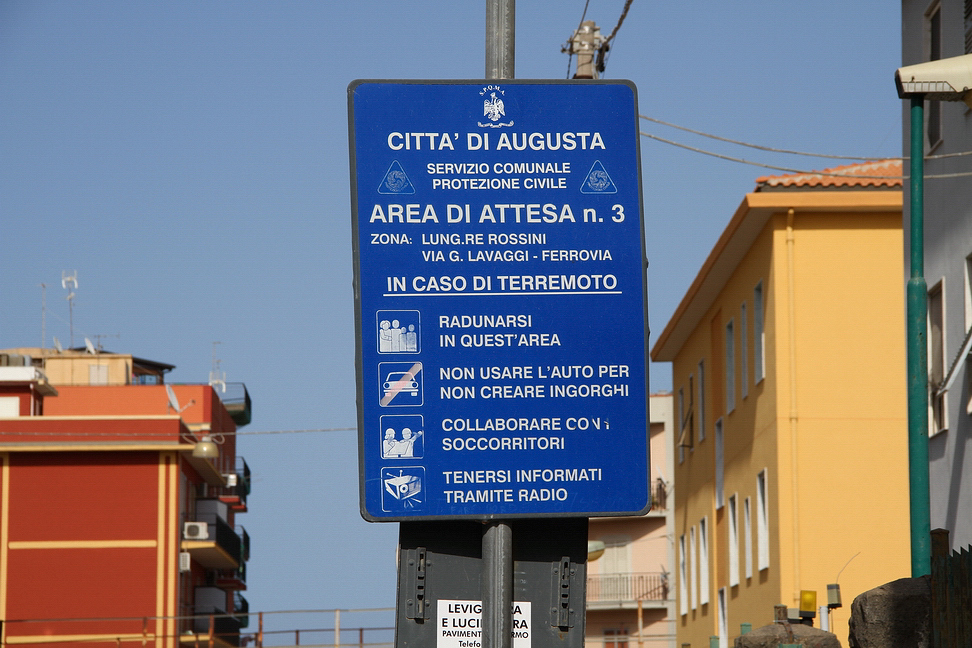 S.P.Q.M.A.
CITTA' DI AUGUSTA
SERVIZIO COMUNALE
PROTEZIONE CIVILE
AREA DI ATTESA n. 3
ZONA: LUNG.RE ROSSINI
VIA G. LAVAGGI - FERROVIA
IN CASO DI TERREMOTO
RADUNARSI
IN QUEST'AREA
NON USARE L'AUTO PER
NON CREARE INGORGHI
COLLABORARE CON I
SOCCORRITORI
TENERSI INFORMATI
TRAMITE RADIO
E
PAVIMENT